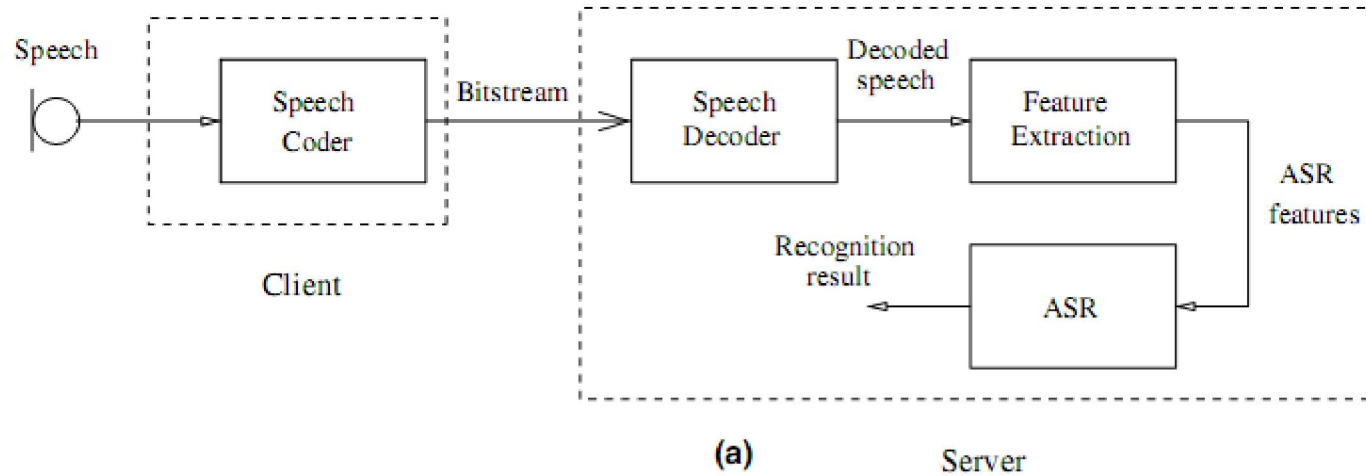 Speech
Speech
Coder
Client
Bitstream
Speech
Decoder
Decoded
speech
Feature
Extraction
ASR
features
ASR
Recognition
result
(a)
Server